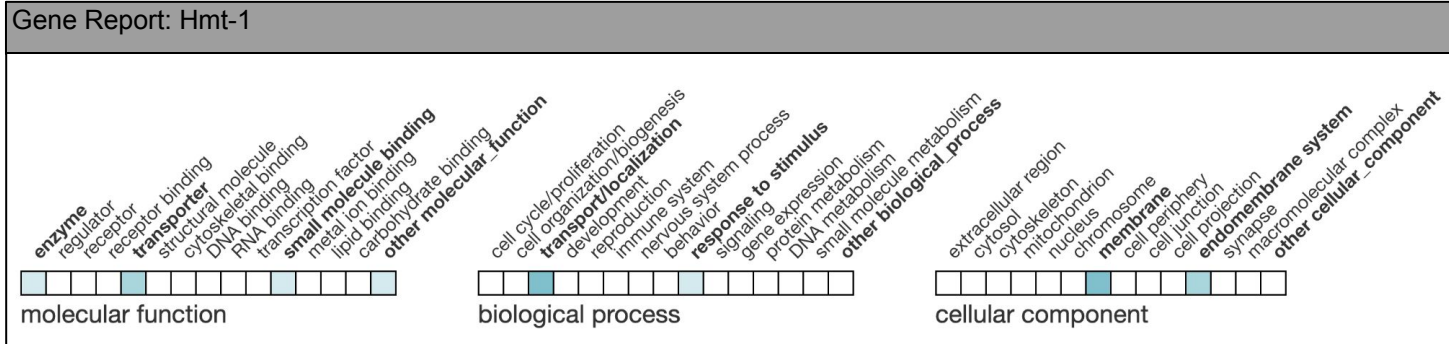 Gene Report: Hmt-1
enzyme
regulator
receptor
receptor binding
transporter
structural molecule
cytoskeletal binding
DNA binding
RNA binding
transcription factor
small molecule binding
metal ion binding
lipid binding
carbohydrate binding
other molecular_function
molecular function
cell cycle/proliferation
cell organization/biogenesis
transport/localization
development
reproduction
immune system
nervous system process
behavior
response to stimulus
signaling
gene expression
protein metabolism
DNA metabolism
small molecule metabolism
other biological_process
biological process
extracellular region
cytosol
cytoskeleton
mitochondrion
nucleus
chromosome
membrane
cell periphery
cell junction
cell projection
endomembrane system
synapse
macromolecular complex
other cellular_component
cellular component